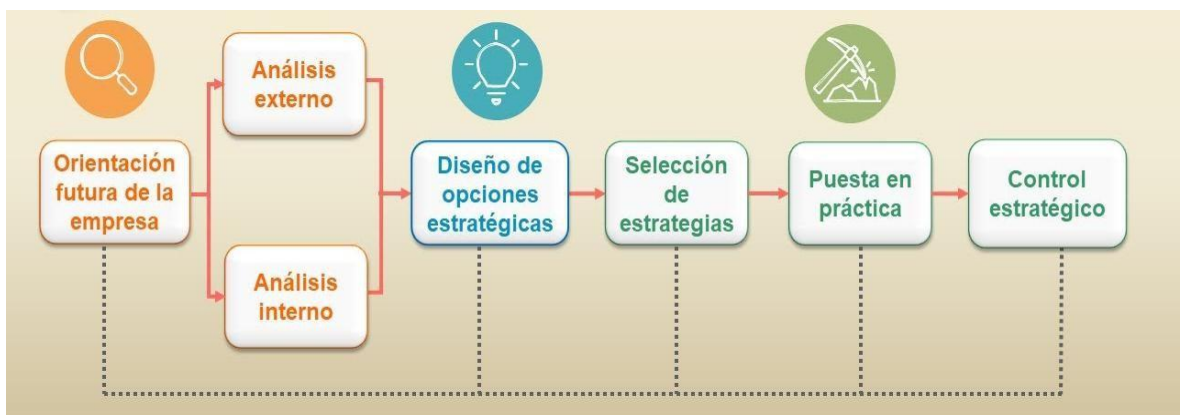 Orientación
futura de la
empresa
Análisis
externo
Análisis
interno
Diseño de
opciones
estratégicas
Selección
de
estrategias
Puesta en
práctica
Control
estratégico